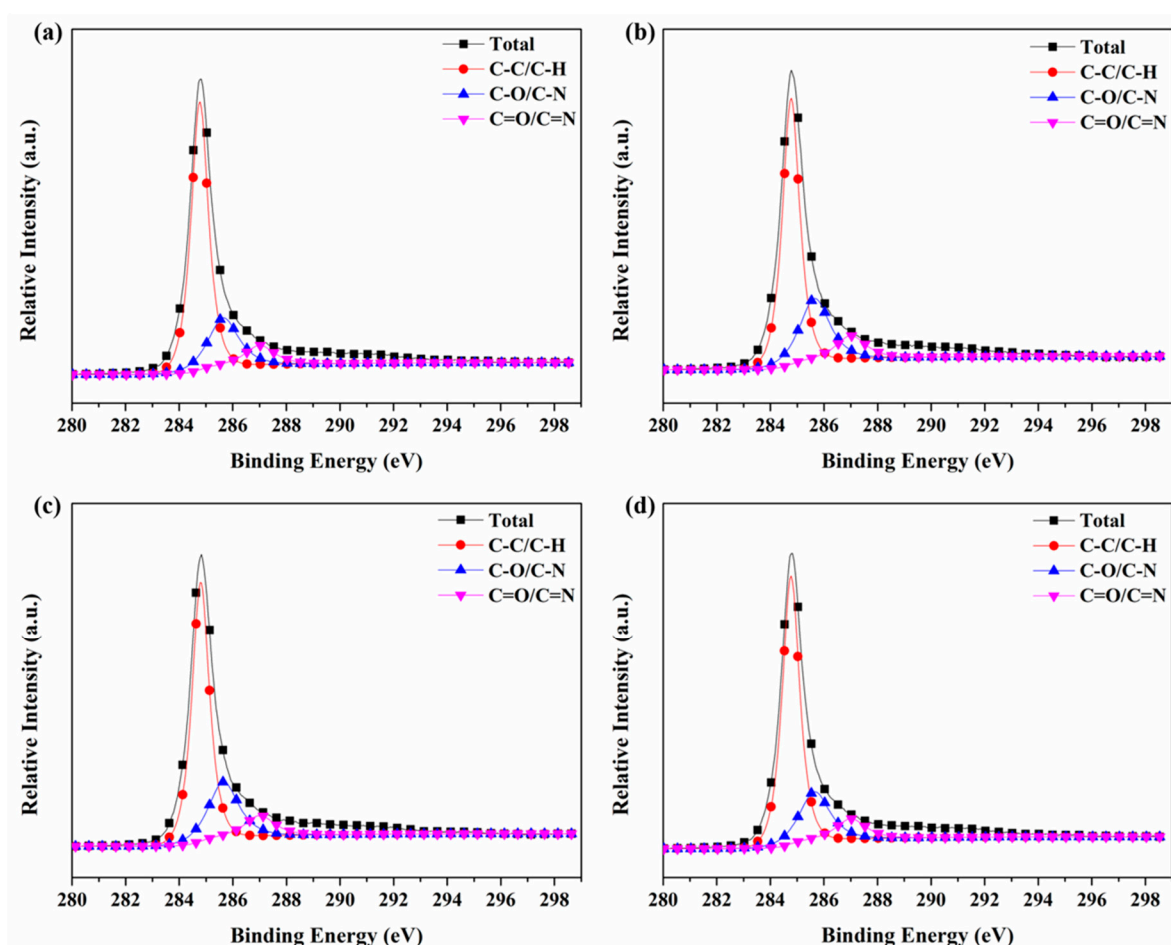 (a)
Total
C-C/C-H
C-O/C-N
C=O/C=N
Relative Intensity (a.u.)
280 282 284 286 288 290 292 294 296 298
Binding Energy (eV)
(b)
Total
C-C/C-H
C-O/C-N
C=O/C=N
Relative Intensity (a.u.)
280 282 284 286 288 290 292 294 296 298
Binding Energy (eV)
(c)
Total
C-C/C-H
C-O/C-N
C=O/C=N
Relative Intensity (a.u.)
280 282 284 286 288 290 292 294 296 298
Binding Energy (eV)
(d)
Total
C-C/C-H
C-O/C-N
C=O/C=N
Relative Intensity (a.u.)
280 282 284 286 288 290 292 294 296 298
Binding Energy (eV)